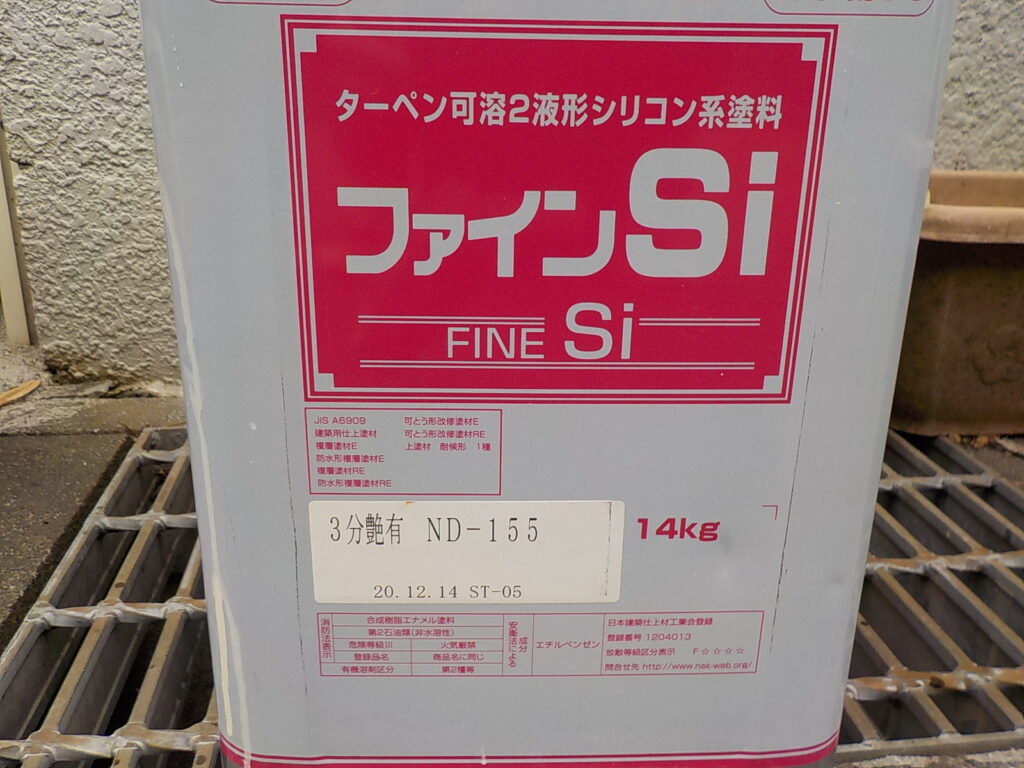 ターペン可溶2液形シリコン系塗料
ファインSi
FINE Si
JIS A6909
建築用仕上塗材
複層塗材E
防水形複層塗材E
複層塗材RE
防水形複層塗材RE
可とう形改修塗材E
可とう形改修塗材RE
上塗材 耐候形 1種
3分艶有 ND-155
20.12.14 ST-05
14kg
消防法表示
合成樹脂エナメル塗料
第2石油類(非水溶性)
危険等級III 火気厳禁
登録品名 商品名に同じ
有機溶剤区分 第2種等
安衛法による成分
エチルベンゼン
日本建築仕上材工業会登録
登録番号 1204013
放散等級区分表示 F☆☆☆☆
問合せ先 http://www.nsk-web.org/